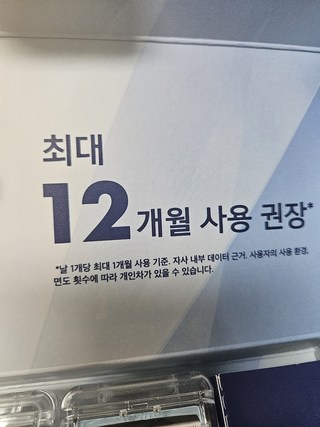 최대
12개월 사용 권장*
*날 1개당 최대 1개월 사용 기준. 자사 내부 데이터 근거. 사용자의 사용 환경,
면도 횟수에 따라 개인차가 있을 수 있습니다.